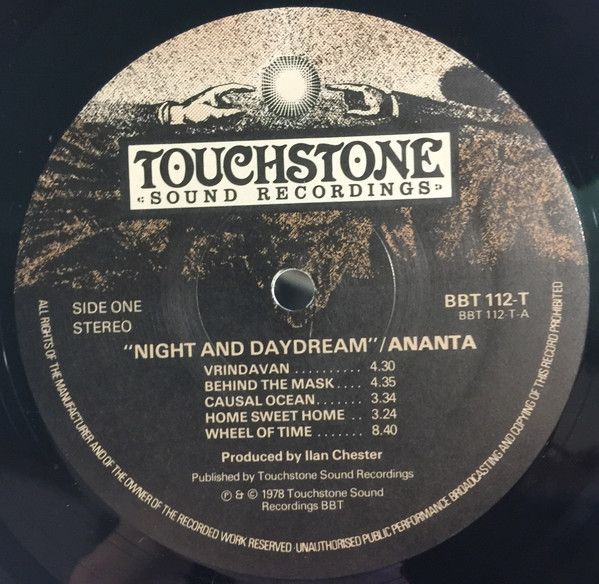 TOUCHSTONE
SOUND RECORDINGS
SIDE ONE
STEREO
BBT 112-T
BBT 112-T-A
"NIGHT AND DAYDREAM"/ANANTA
VRINDAVAN .......... 4.30
BEHIND THE MASK.... 4.35
CAUSAL OCEAN....... 3.34
HOME SWEET HOME .. 3.24
WHEEL OF TIME ....... 8.40
Produced by Ilan Chester
Published by Touchstone Sound Recordings
℗ & © 1978 Touchstone Sound
Recordings BBT
ALL RIGHTS OF THE MANUFACTURER AND OF THE OWNER OF THE RECORDED WORK RESERVED·UNAUTHORISED PUBLIC PERFORMANCE BROADCASTING AND COPYING OF THIS RECORD PROHIBITED